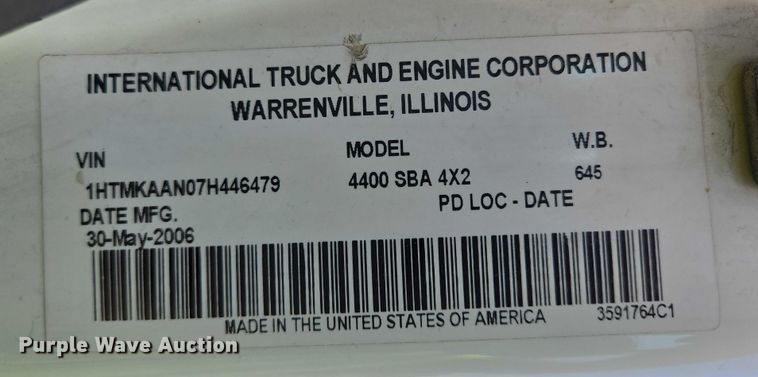 INTERNATIONAL TRUCK AND ENGINE CORPORATION
WARRENVILLE, ILLINOIS
VIN MODEL W.B.
1HTMKAAN07H446479 4400 SBA 4X2 645
DATE MFG. PD LOC - DATE
30-May-2006
MADE IN THE UNITED STATES OF AMERICA 3591764C1
Purple Wave Auction